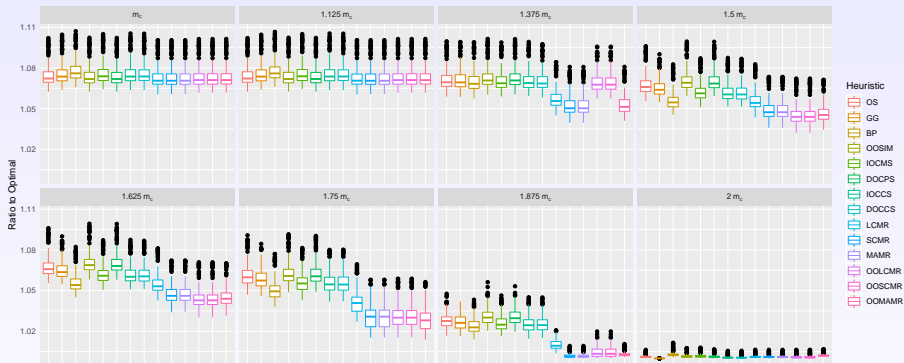 m_c
1.125 m_c
1.375 m_c
1.5 m_c
1.11
1.08
1.05
1.02
Ratio to Optimal
1.625 m_c
1.75 m_c
1.875 m_c
2 m_c
1.11
1.08
1.05
1.02
Heuristic
OS
GG
BP
OOSIM
IOCMS
DOCPS
IOCCS
DOCCS
LCMR
SCMR
MAMR
OOLCMR
OOSCMR
OOMAMR